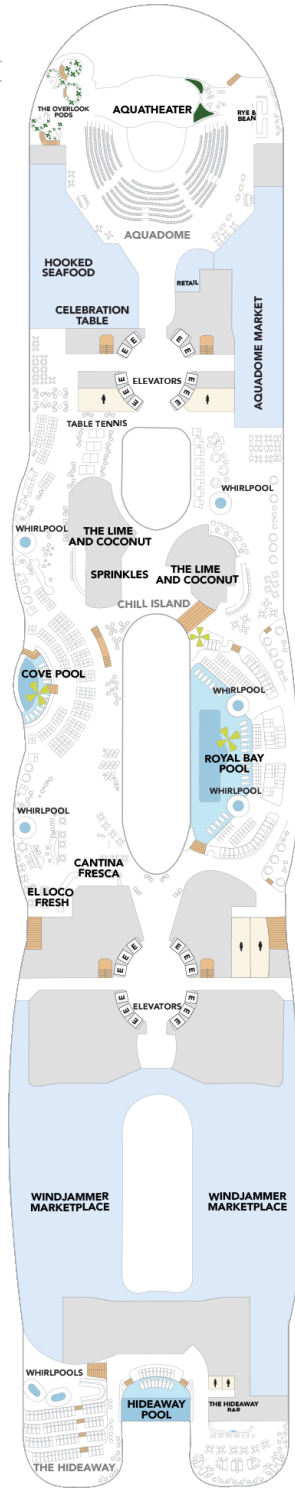 THE OVERLOOK
PODS
AQUATHEATER
RYE &
BEAN
AQUADOME
HOOKED
SEAFOOD
RETAIL
CELEBRATION
TABLE
AQUADOME MARKET
E E E E E E
ELEVATORS
E E E E E E
TABLE TENNIS
WHIRLPOOL
WHIRLPOOL
THE LIME
AND COCONUT
SPRINKLES
THE LIME
AND COCONUT
CHILL ISLAND
COVE POOL
WHIRLPOOL
ROYAL BAY
POOL
WHIRLPOOL
WHIRLPOOL
CANTINA
FRESCA
EL LOCO
FRESH
E E E E E E E E
ELEVATORS
E E E E E E E E
WINDJAMMER
MARKETPLACE
WINDJAMMER
MARKETPLACE
WHIRLPOOLS
HIDEAWAY
POOL
THE HIDEAWAY
BAR
THE HIDEAWAY